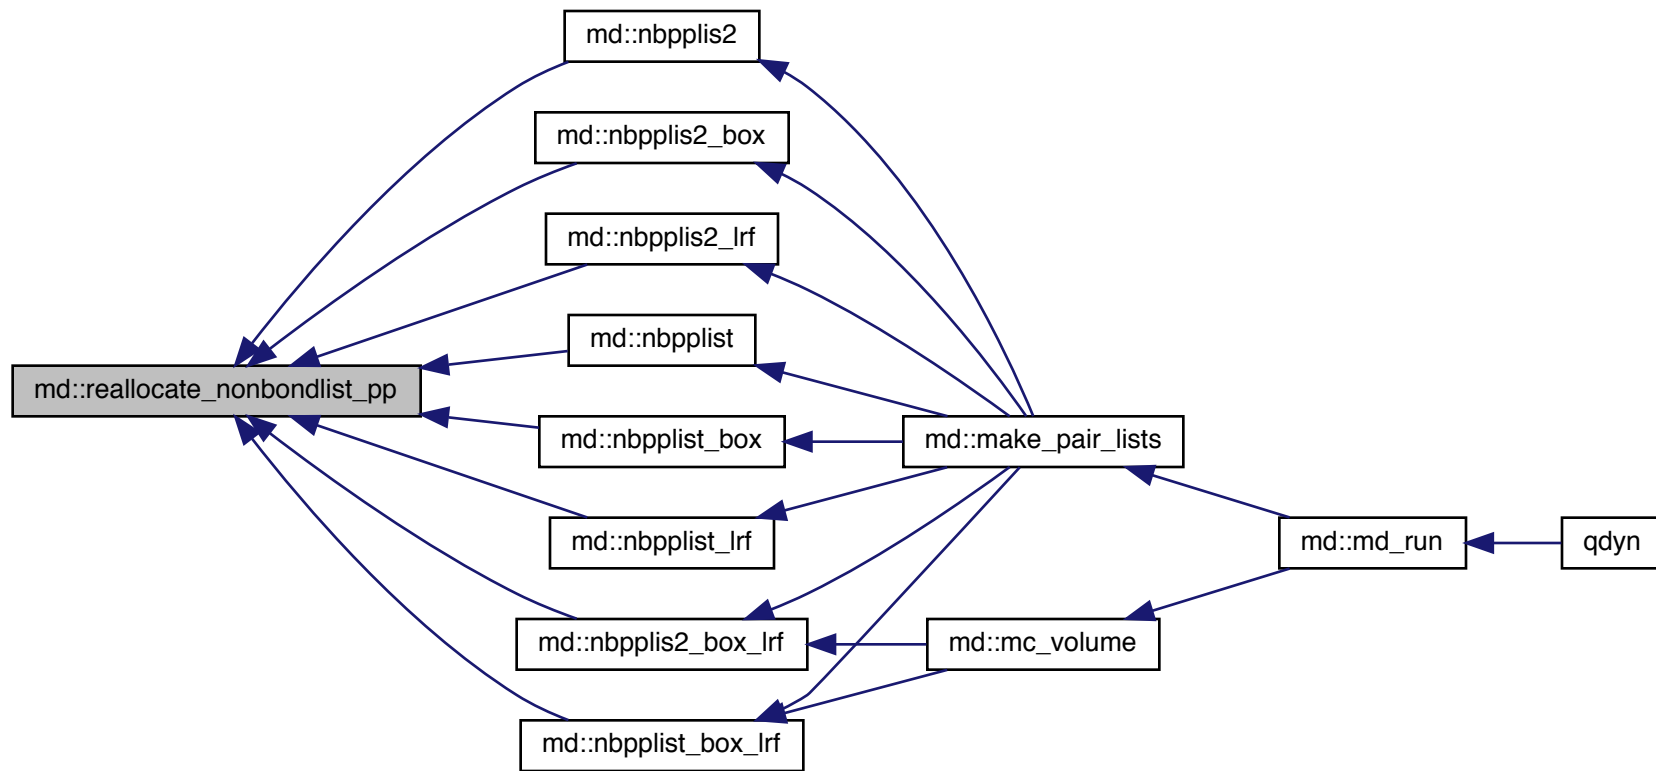 md::nbpplis2
md::nbpplis2_box
md::nbpplis2_lrf
md::nbpplist
md::reallocate_nonbondlist_pp
md::nbpplist_box
md::make_pair_lists
md::nbpplist_lrf
md::md_run
qdyn
md::nbpplis2_box_lrf
md::mc_volume
md::nbpplist_box_lrf